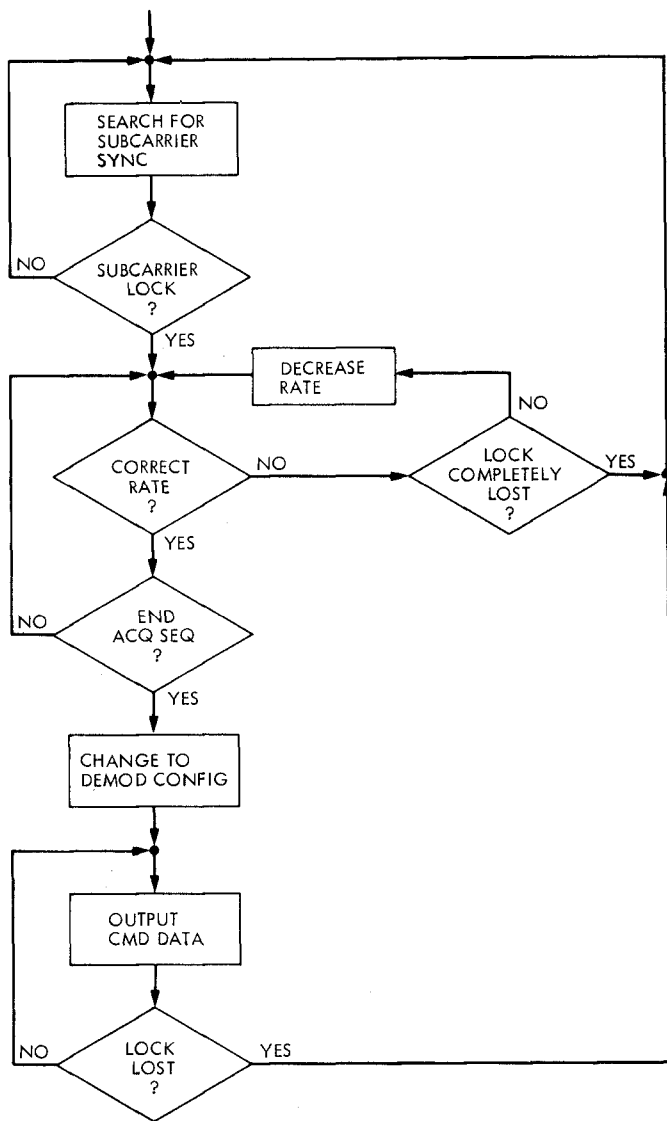 SEARCH FOR
SUBCARRIER
SYNC
NO
SUBCARRIER
LOCK
?
YES
DECREASE
RATE
NO
CORRECT
RATE
?
NO
LOCK
COMPLETELY
LOST
?
YES
YES
NO
END
ACQ SEQ
?
YES
CHANGE TO
DEMOD CONFIG
OUTPUT
CMD DATA
NO
LOCK
LOST
?
YES